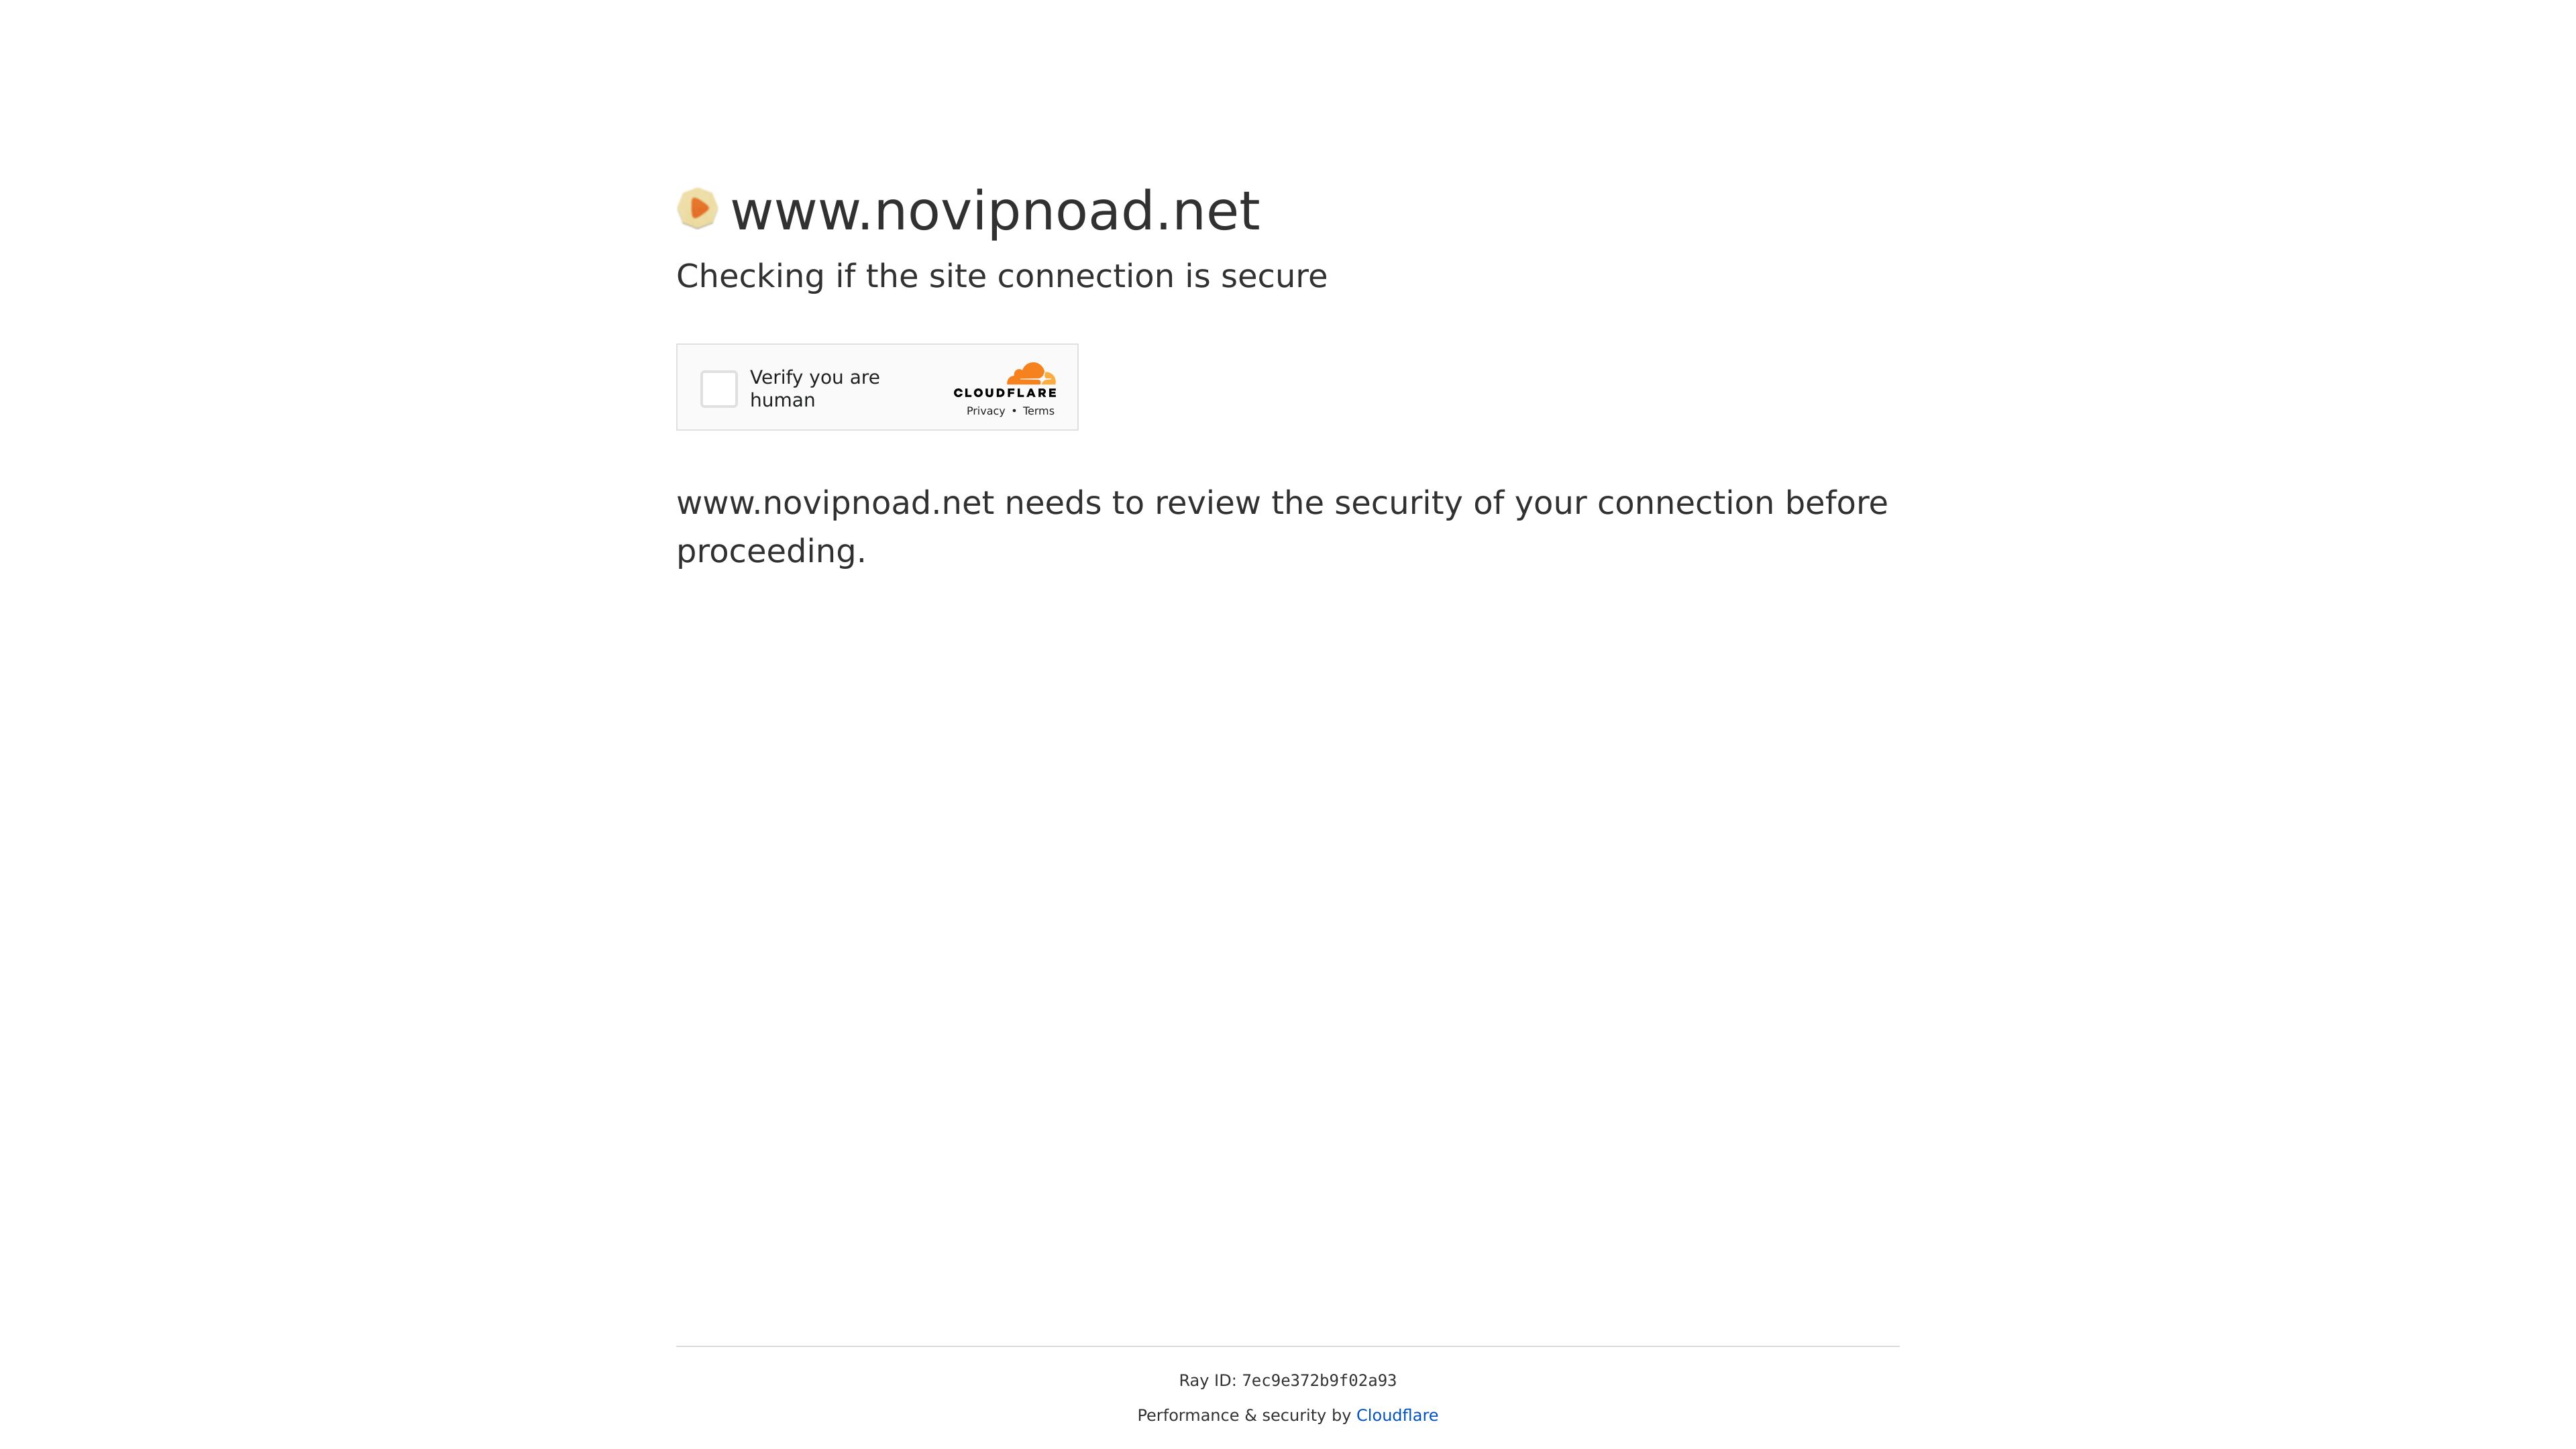 www.novipnoad.net
Checking if the site connection is secure
Verify you are
human
CLOUDFLARE
Privacy • Terms
www.novipnoad.net needs to review the security of your connection before
proceeding.
Ray ID: 7ec9e372b9f02a93
Performance & security by Cloudflare